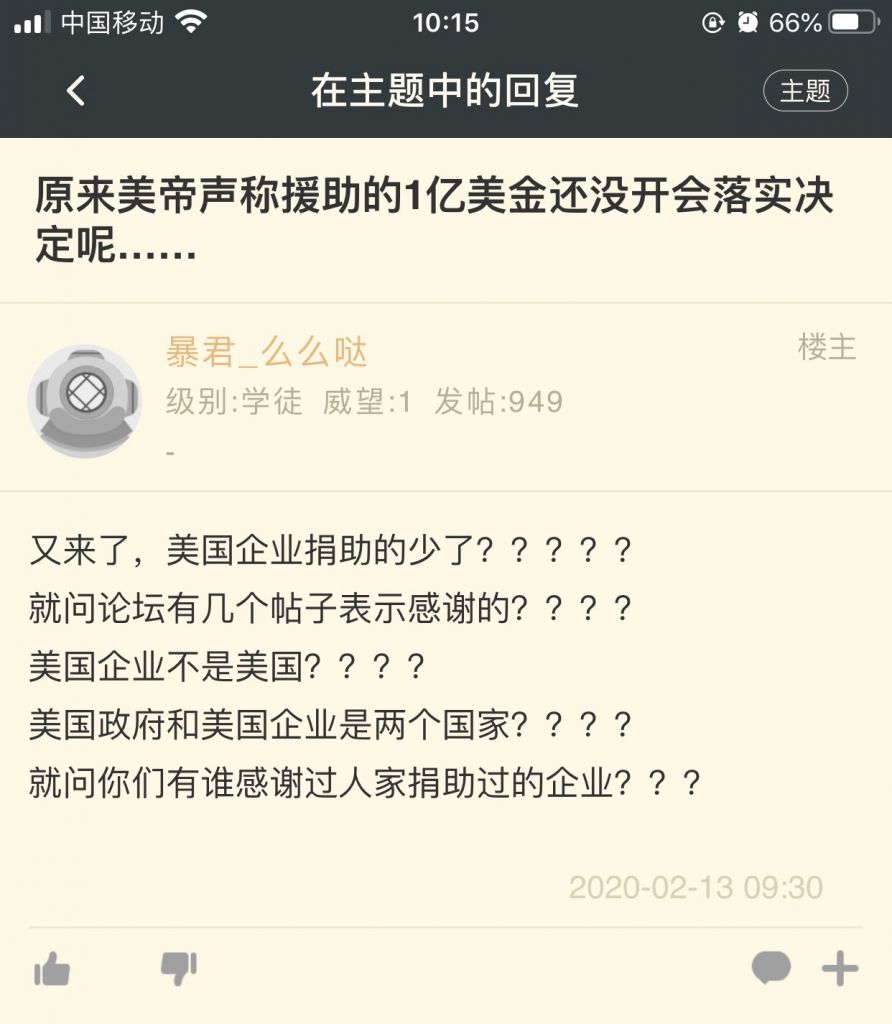 中国移动 10:15 66%
在主题中的回复 主题
原来美帝声称援助的1亿美金还没开会落实决
定呢......
暴君_么么哒 楼主
级别:学徒 威望:1 发帖:949
-
又来了，美国企业捐助的少了？？？？？
就问论坛有几个帖子表示感谢的？？？？
美国企业不是美国？？？？
美国政府和美国企业是两个国家？？？？
就问你们有谁感谢过人家捐助过的企业？？？
2020-02-13 09:30